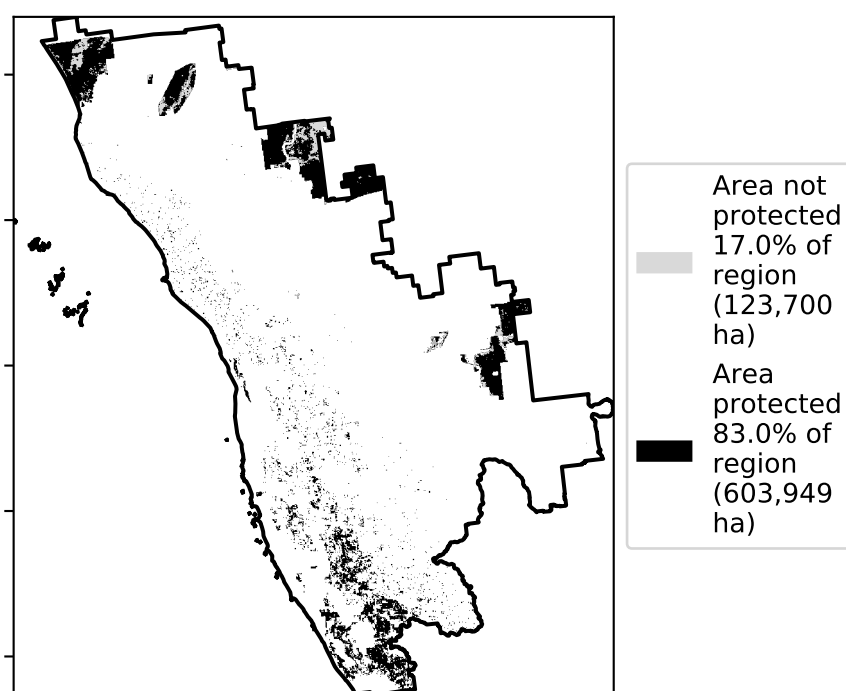 Area not
protected
17.0% of
region
(123,700
ha)
Area
protected
83.0% of
region
(603,949
ha)